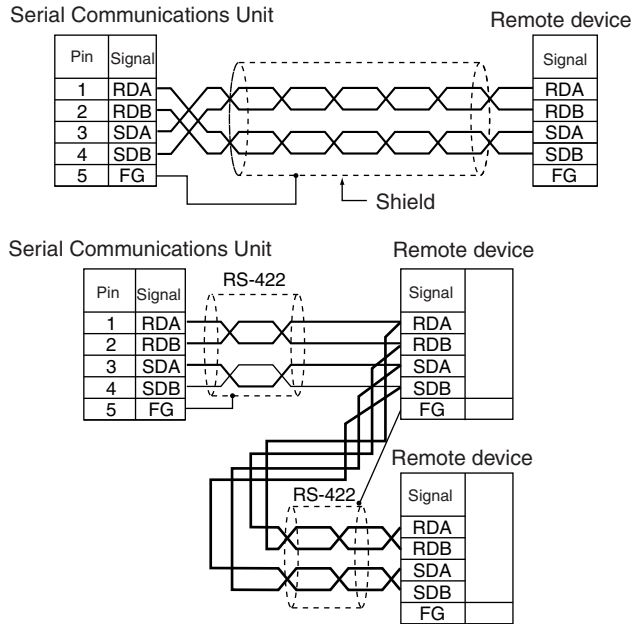 Serial Communications Unit
Remote device
Pin Signal
1 RDA
2 RDB
3 SDA
4 SDB
5 FG
Signal
RDA
RDB
SDA
SDB
FG
Shield
Serial Communications Unit
Remote device
RS-422
Pin Signal
1 RDA
2 RDB
3 SDA
4 SDB
5 FG
Signal
RDA
RDB
SDA
SDB
FG
Remote device
RS-422
Signal
RDA
RDB
SDA
SDB
FG